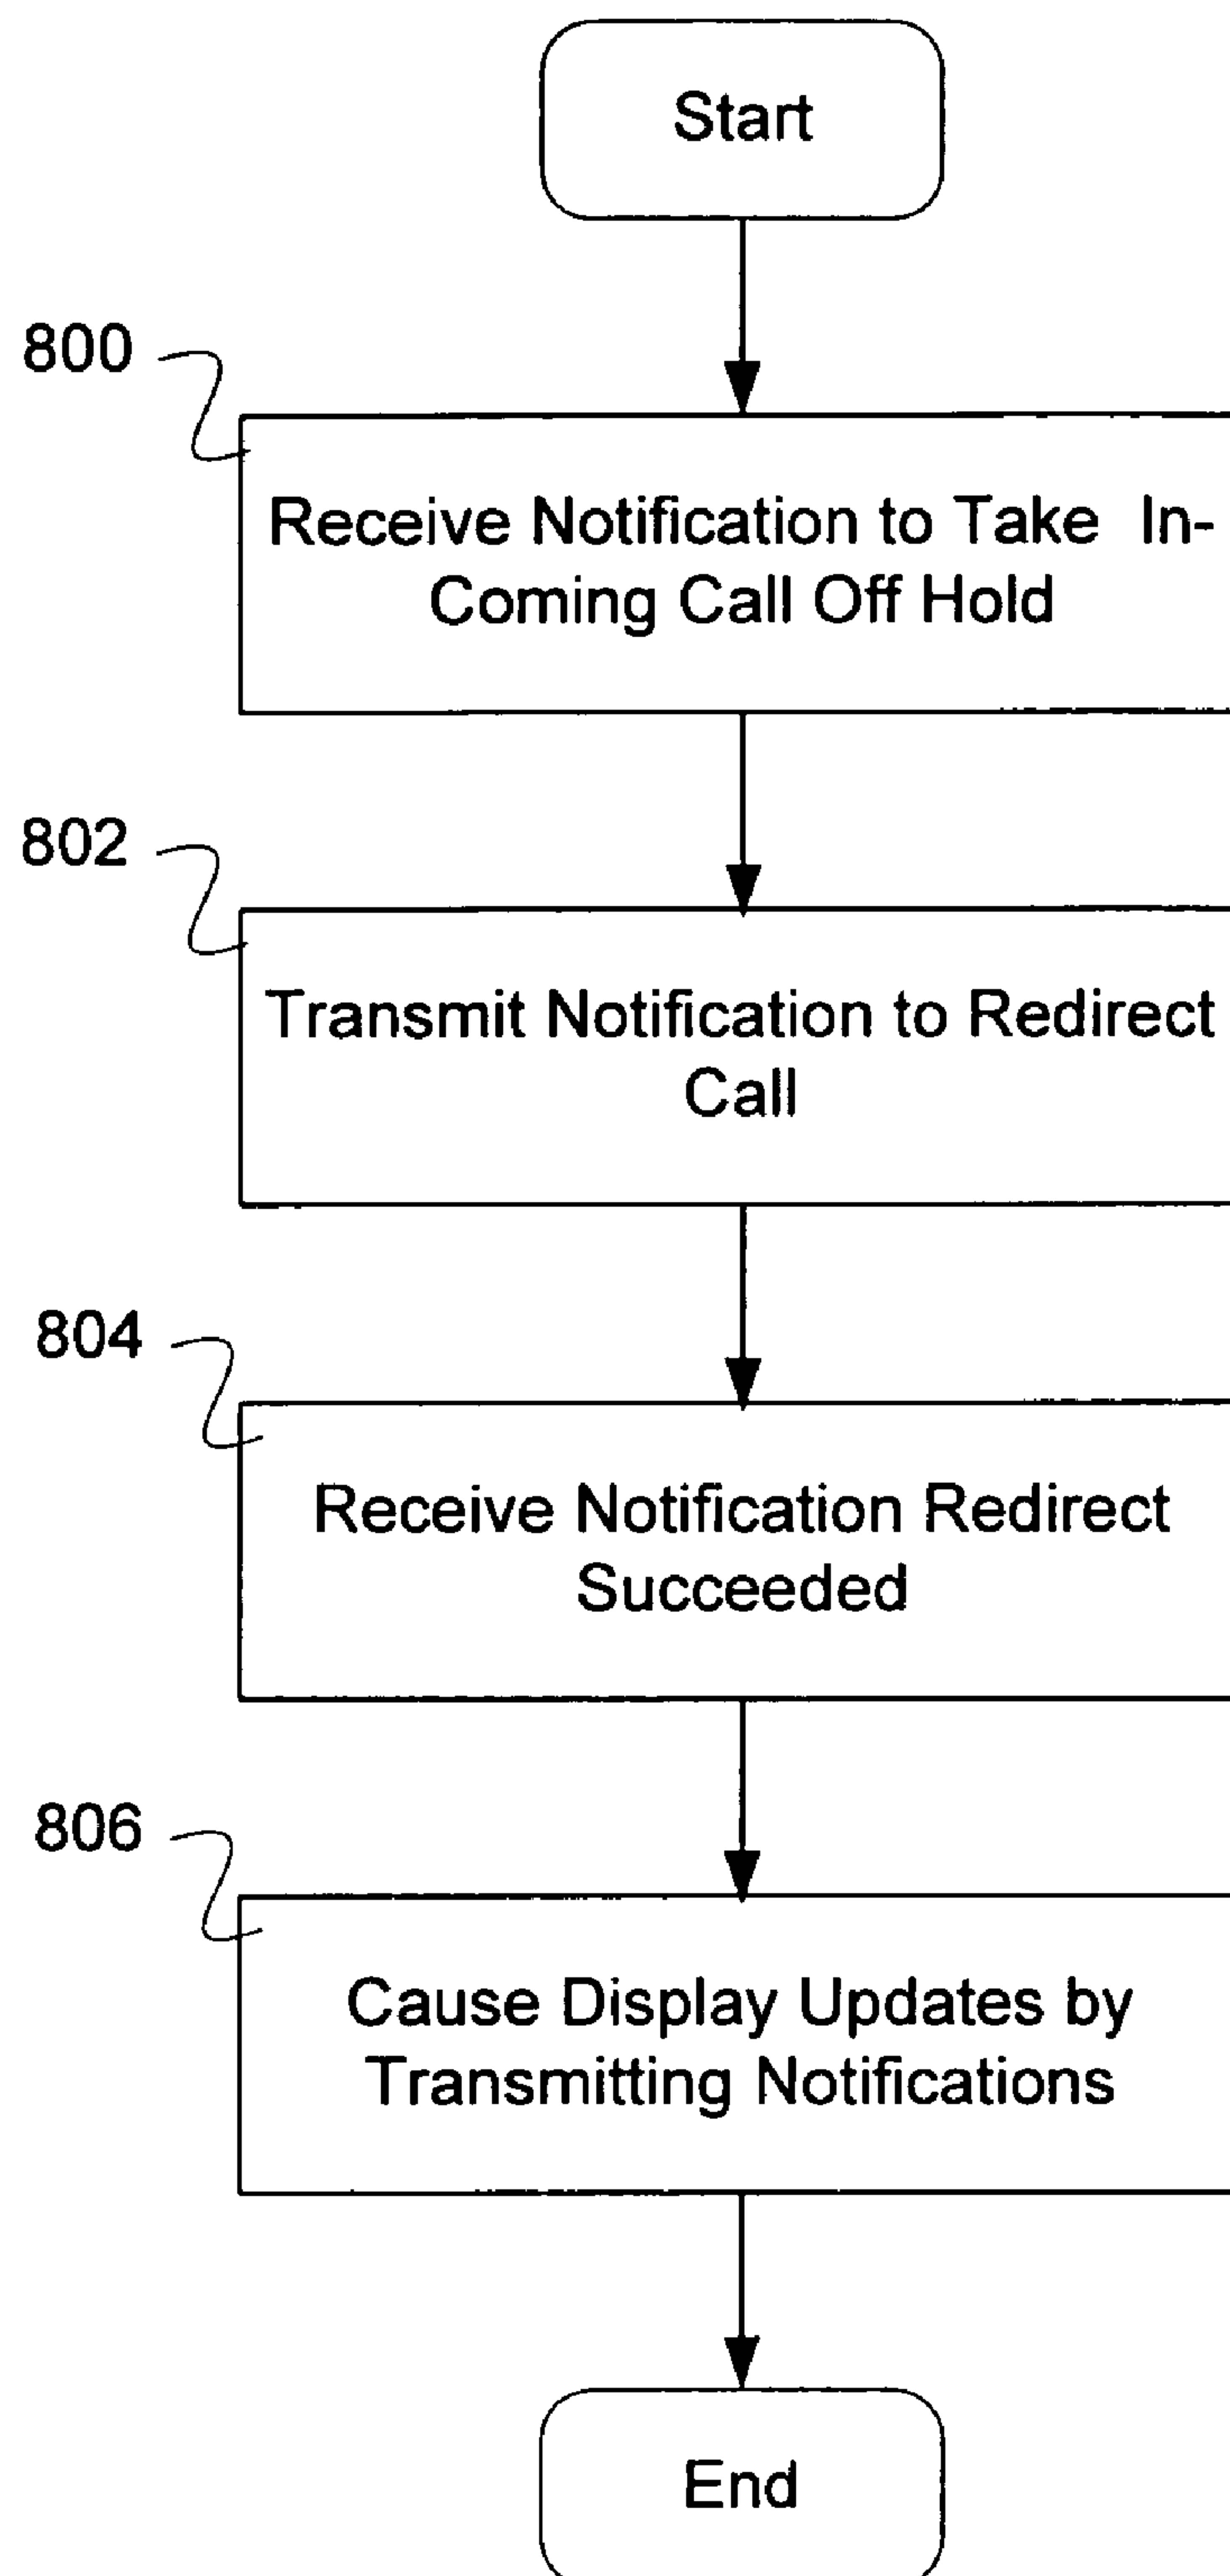 Start
800
Receive Notification to Take In-
Coming Call Off Hold
802
Transmit Notification to Redirect
Call
804
Receive Notification Redirect
Succeeded
806
Cause Display Updates by
Transmitting Notifications
End